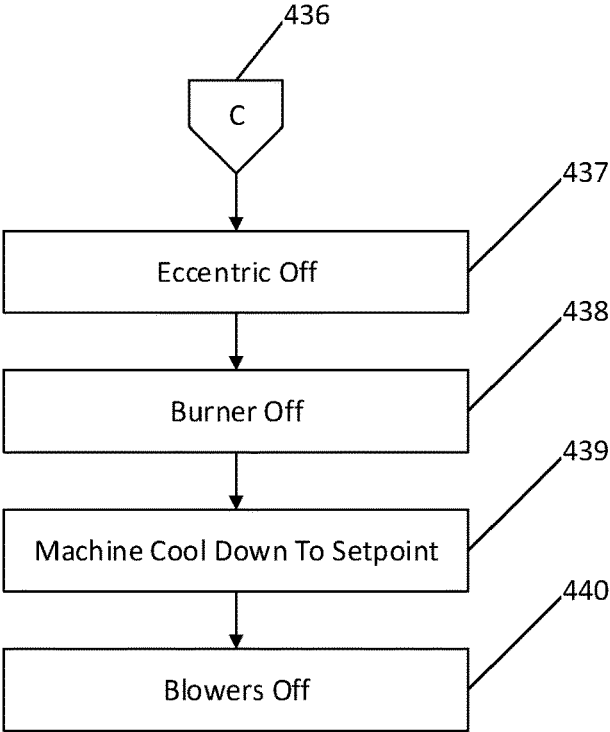 436
C
437
Eccentric Off
438
Burner Off
439
Machine Cool Down To Setpoint
440
Blowers Off